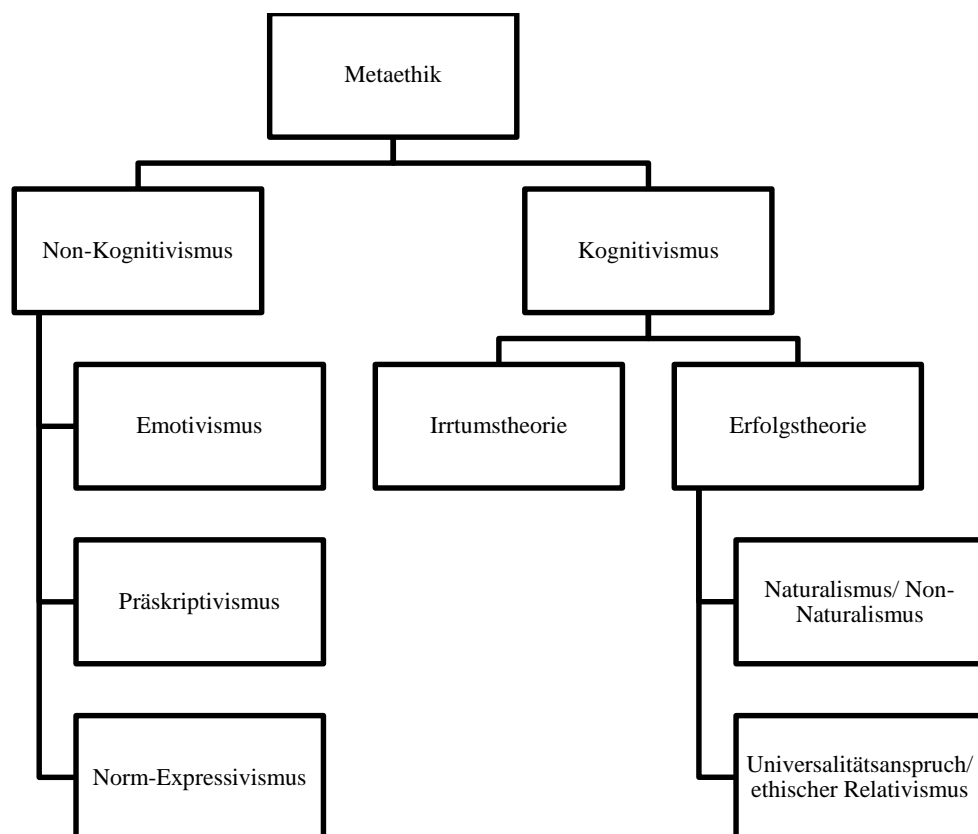 Metaethik
Non-Kognitivismus
Kognitivismus
Emotivismus
Irrtumstheorie
Erfolgstheorie
Präskriptivismus
Naturalismus/ Non-
Naturalismus
Norm-Expressivismus
Universalitätsanspruch/
ethischer Relativismus